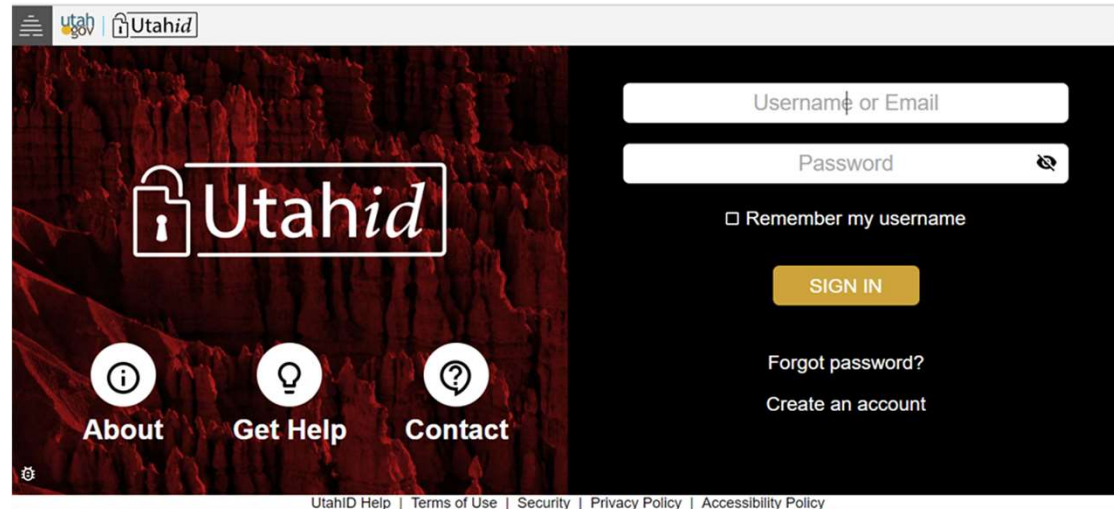 utah
gov
Utahid
Utahid
About
Get Help
Contact
Username or Email
Password
Remember my username
SIGN IN
Forgot password?
Create an account
UtahID Help | Terms of Use | Security | Privacy Policy | Accessibility Policy